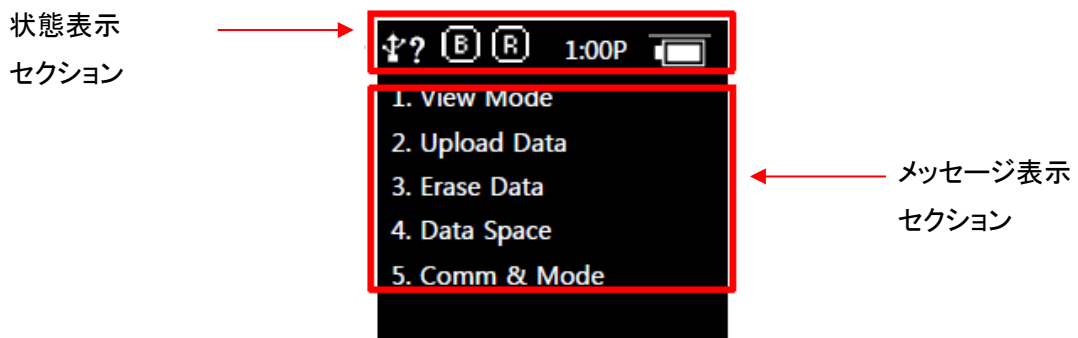 状態表示
セクション
? B R 1:00P
1. View Mode
2. Upload Data
3. Erase Data
4. Data Space
5. Comm & Mode
メッセージ表示
セクション